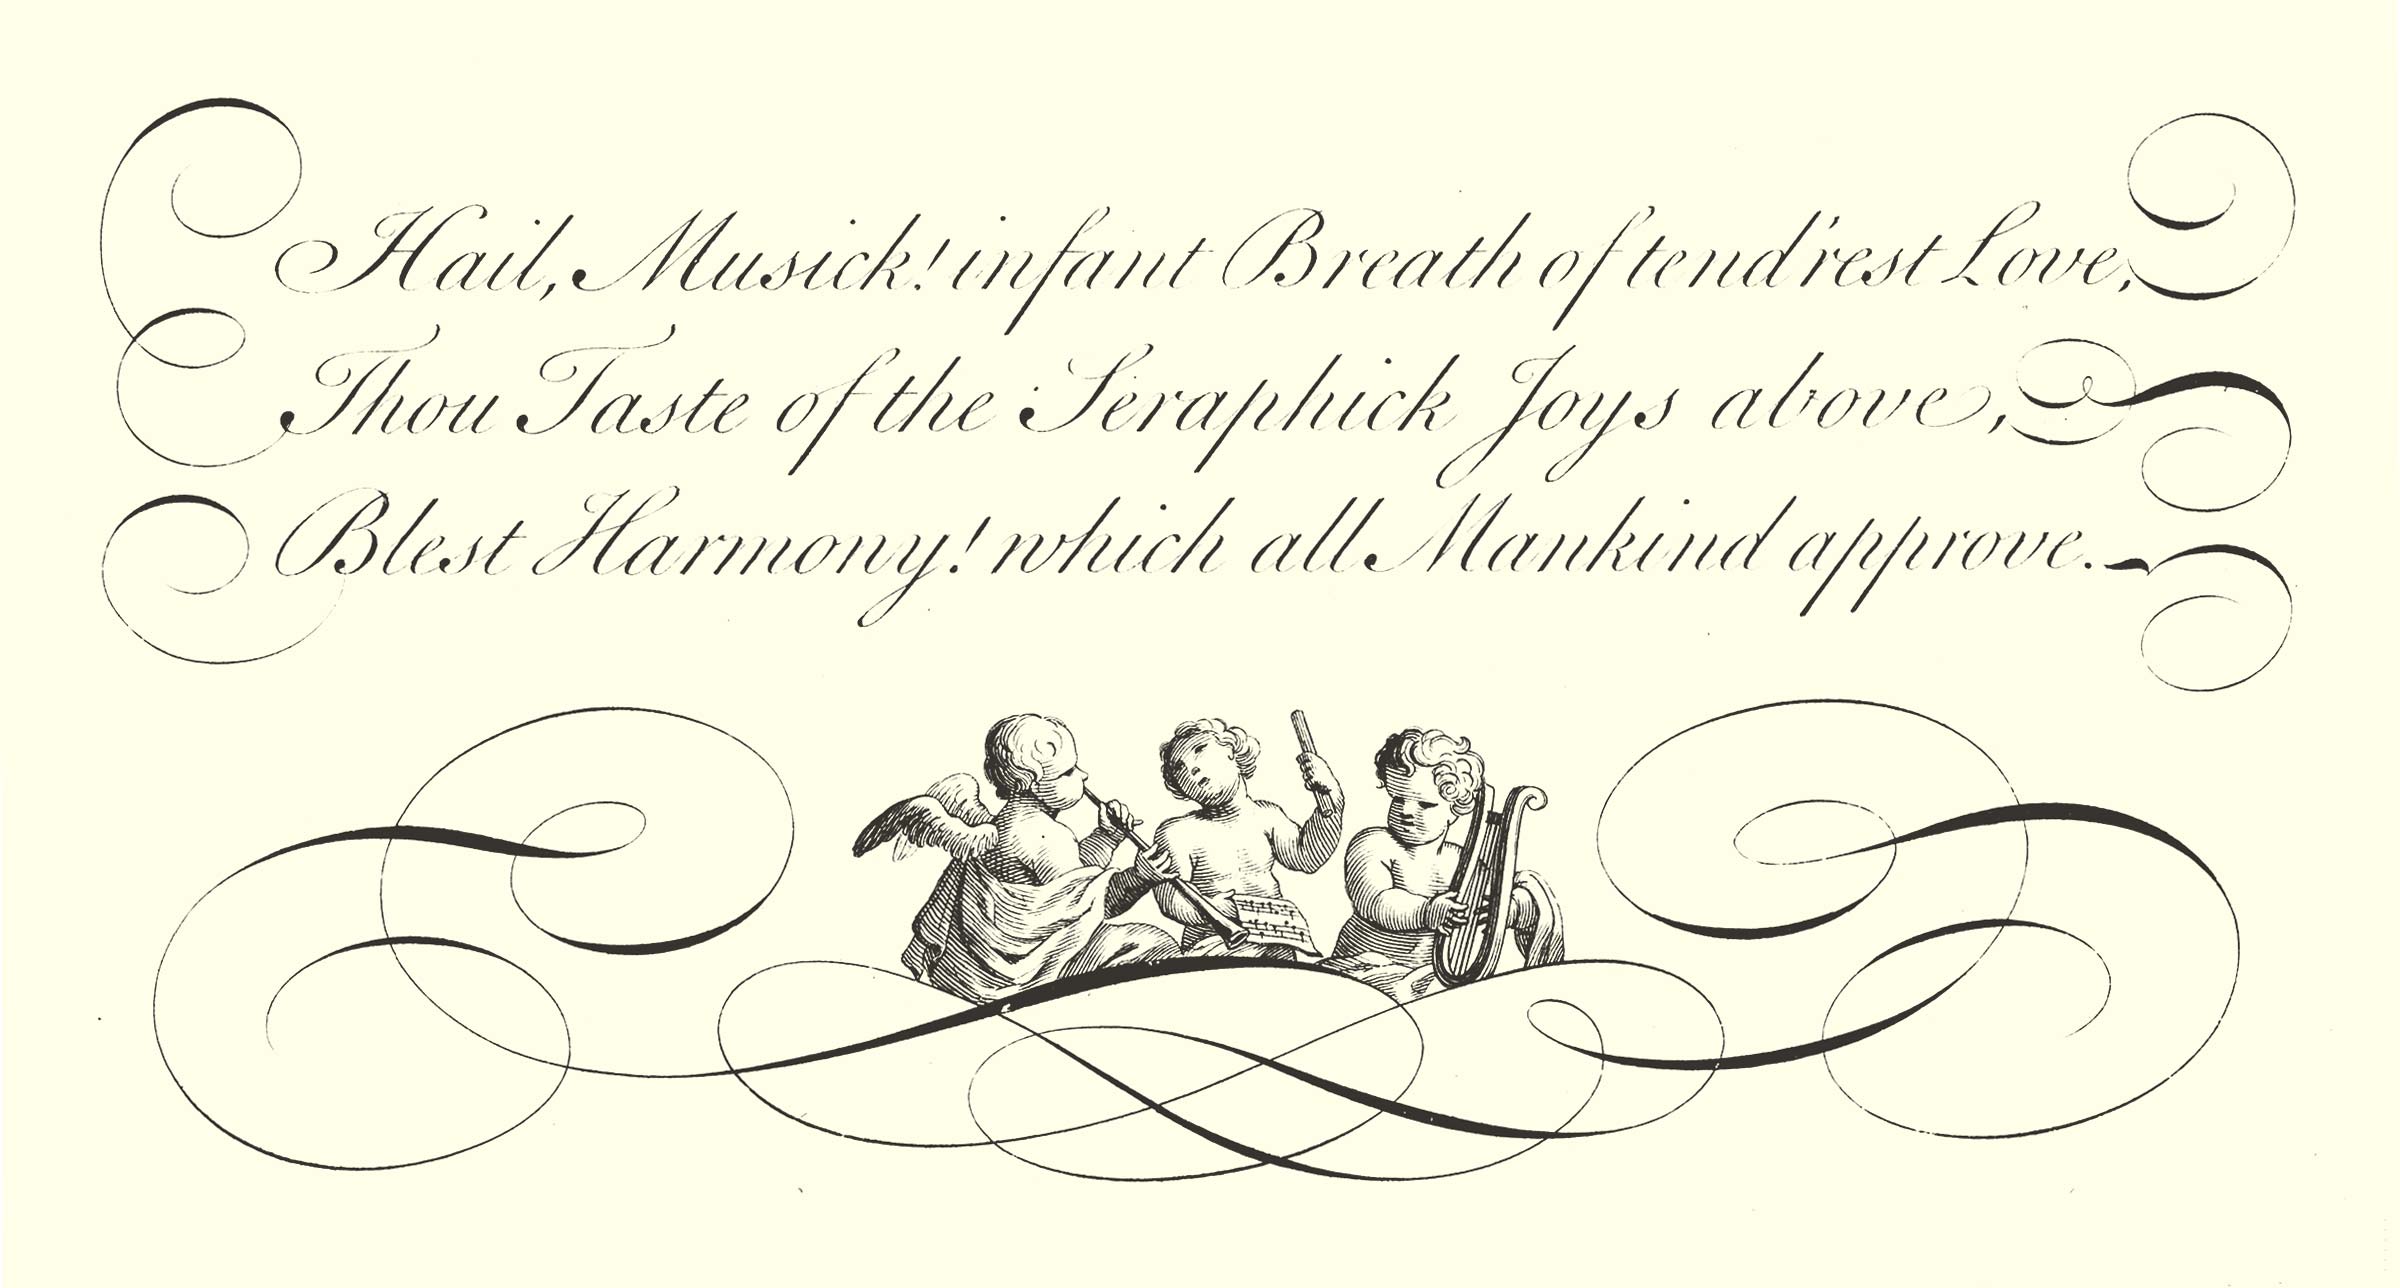 Hail, Musick! infant Breath of tend'rest Love,
Thou Taste of the Seraphick Joys above,
Blest Harmony! which all Mankind approve.